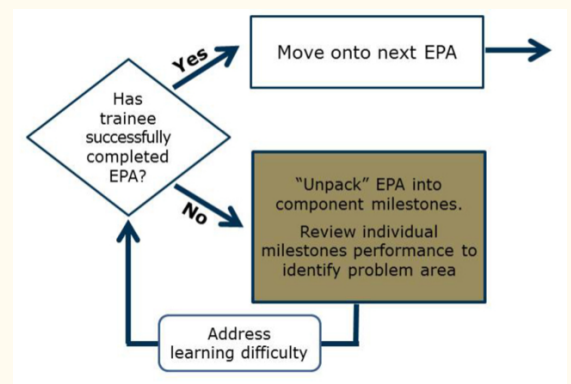 Yes
Move onto next EPA
Has
trainee
successfully
completed
EPA?
No
“Unpack” EPA into
component milestones.
Review individual
milestones performance to
identify problem area
Address
learning difficulty